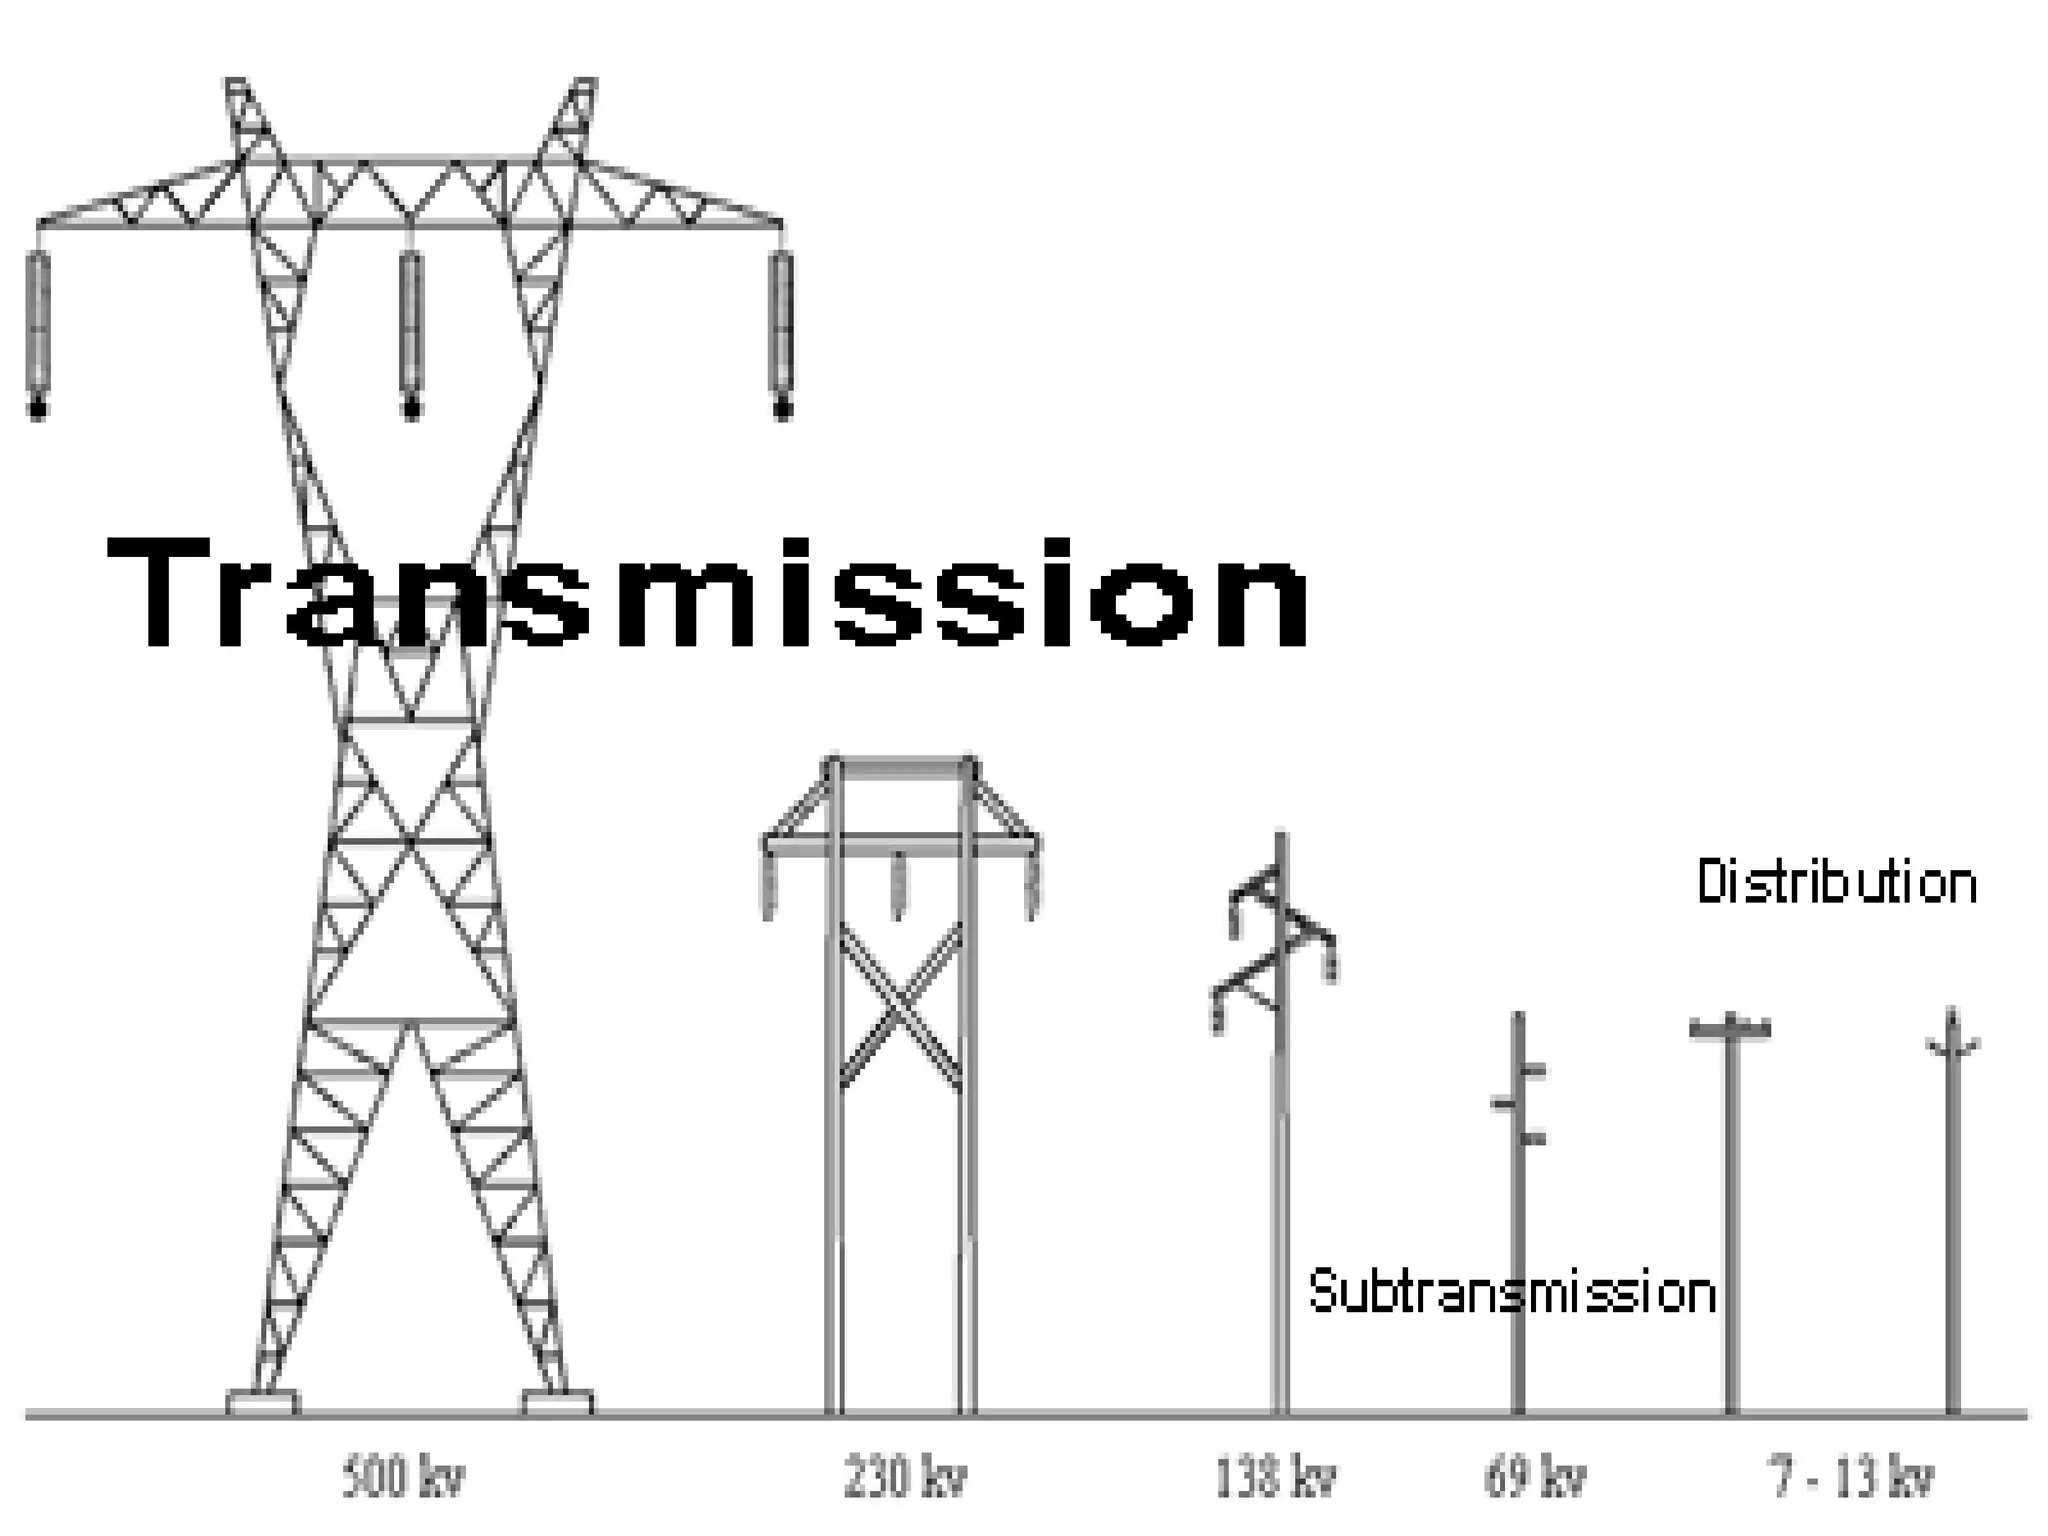 Transmission
Distribution
Subtransmission
500 kv
230 kv
138 kv
69 kv
7 - 13 kv